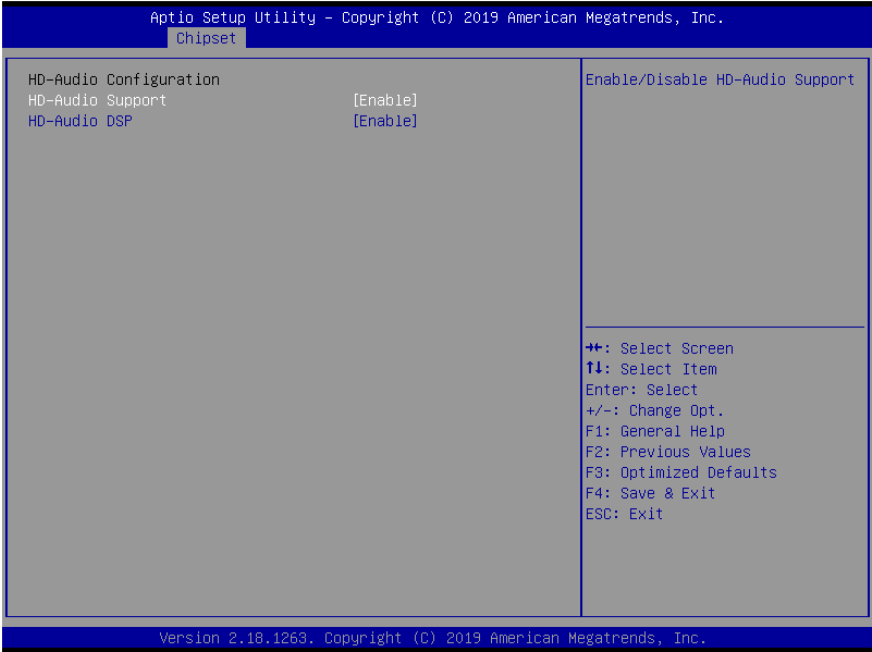 Aptio Setup Utility – Copyright (C) 2019 American Megatrends, Inc.
Chipset
HD-Audio Configuration
HD-Audio Support [Enable]
HD-Audio DSP [Enable]
Enable/Disable HD-Audio Support
→←: Select Screen
↑↓: Select Item
Enter: Select
+/-: Change Opt.
F1: General Help
F2: Previous Values
F3: Optimized Defaults
F4: Save & Exit
ESC: Exit
Version 2.18.1263. Copyright (C) 2019 American Megatrends, Inc.